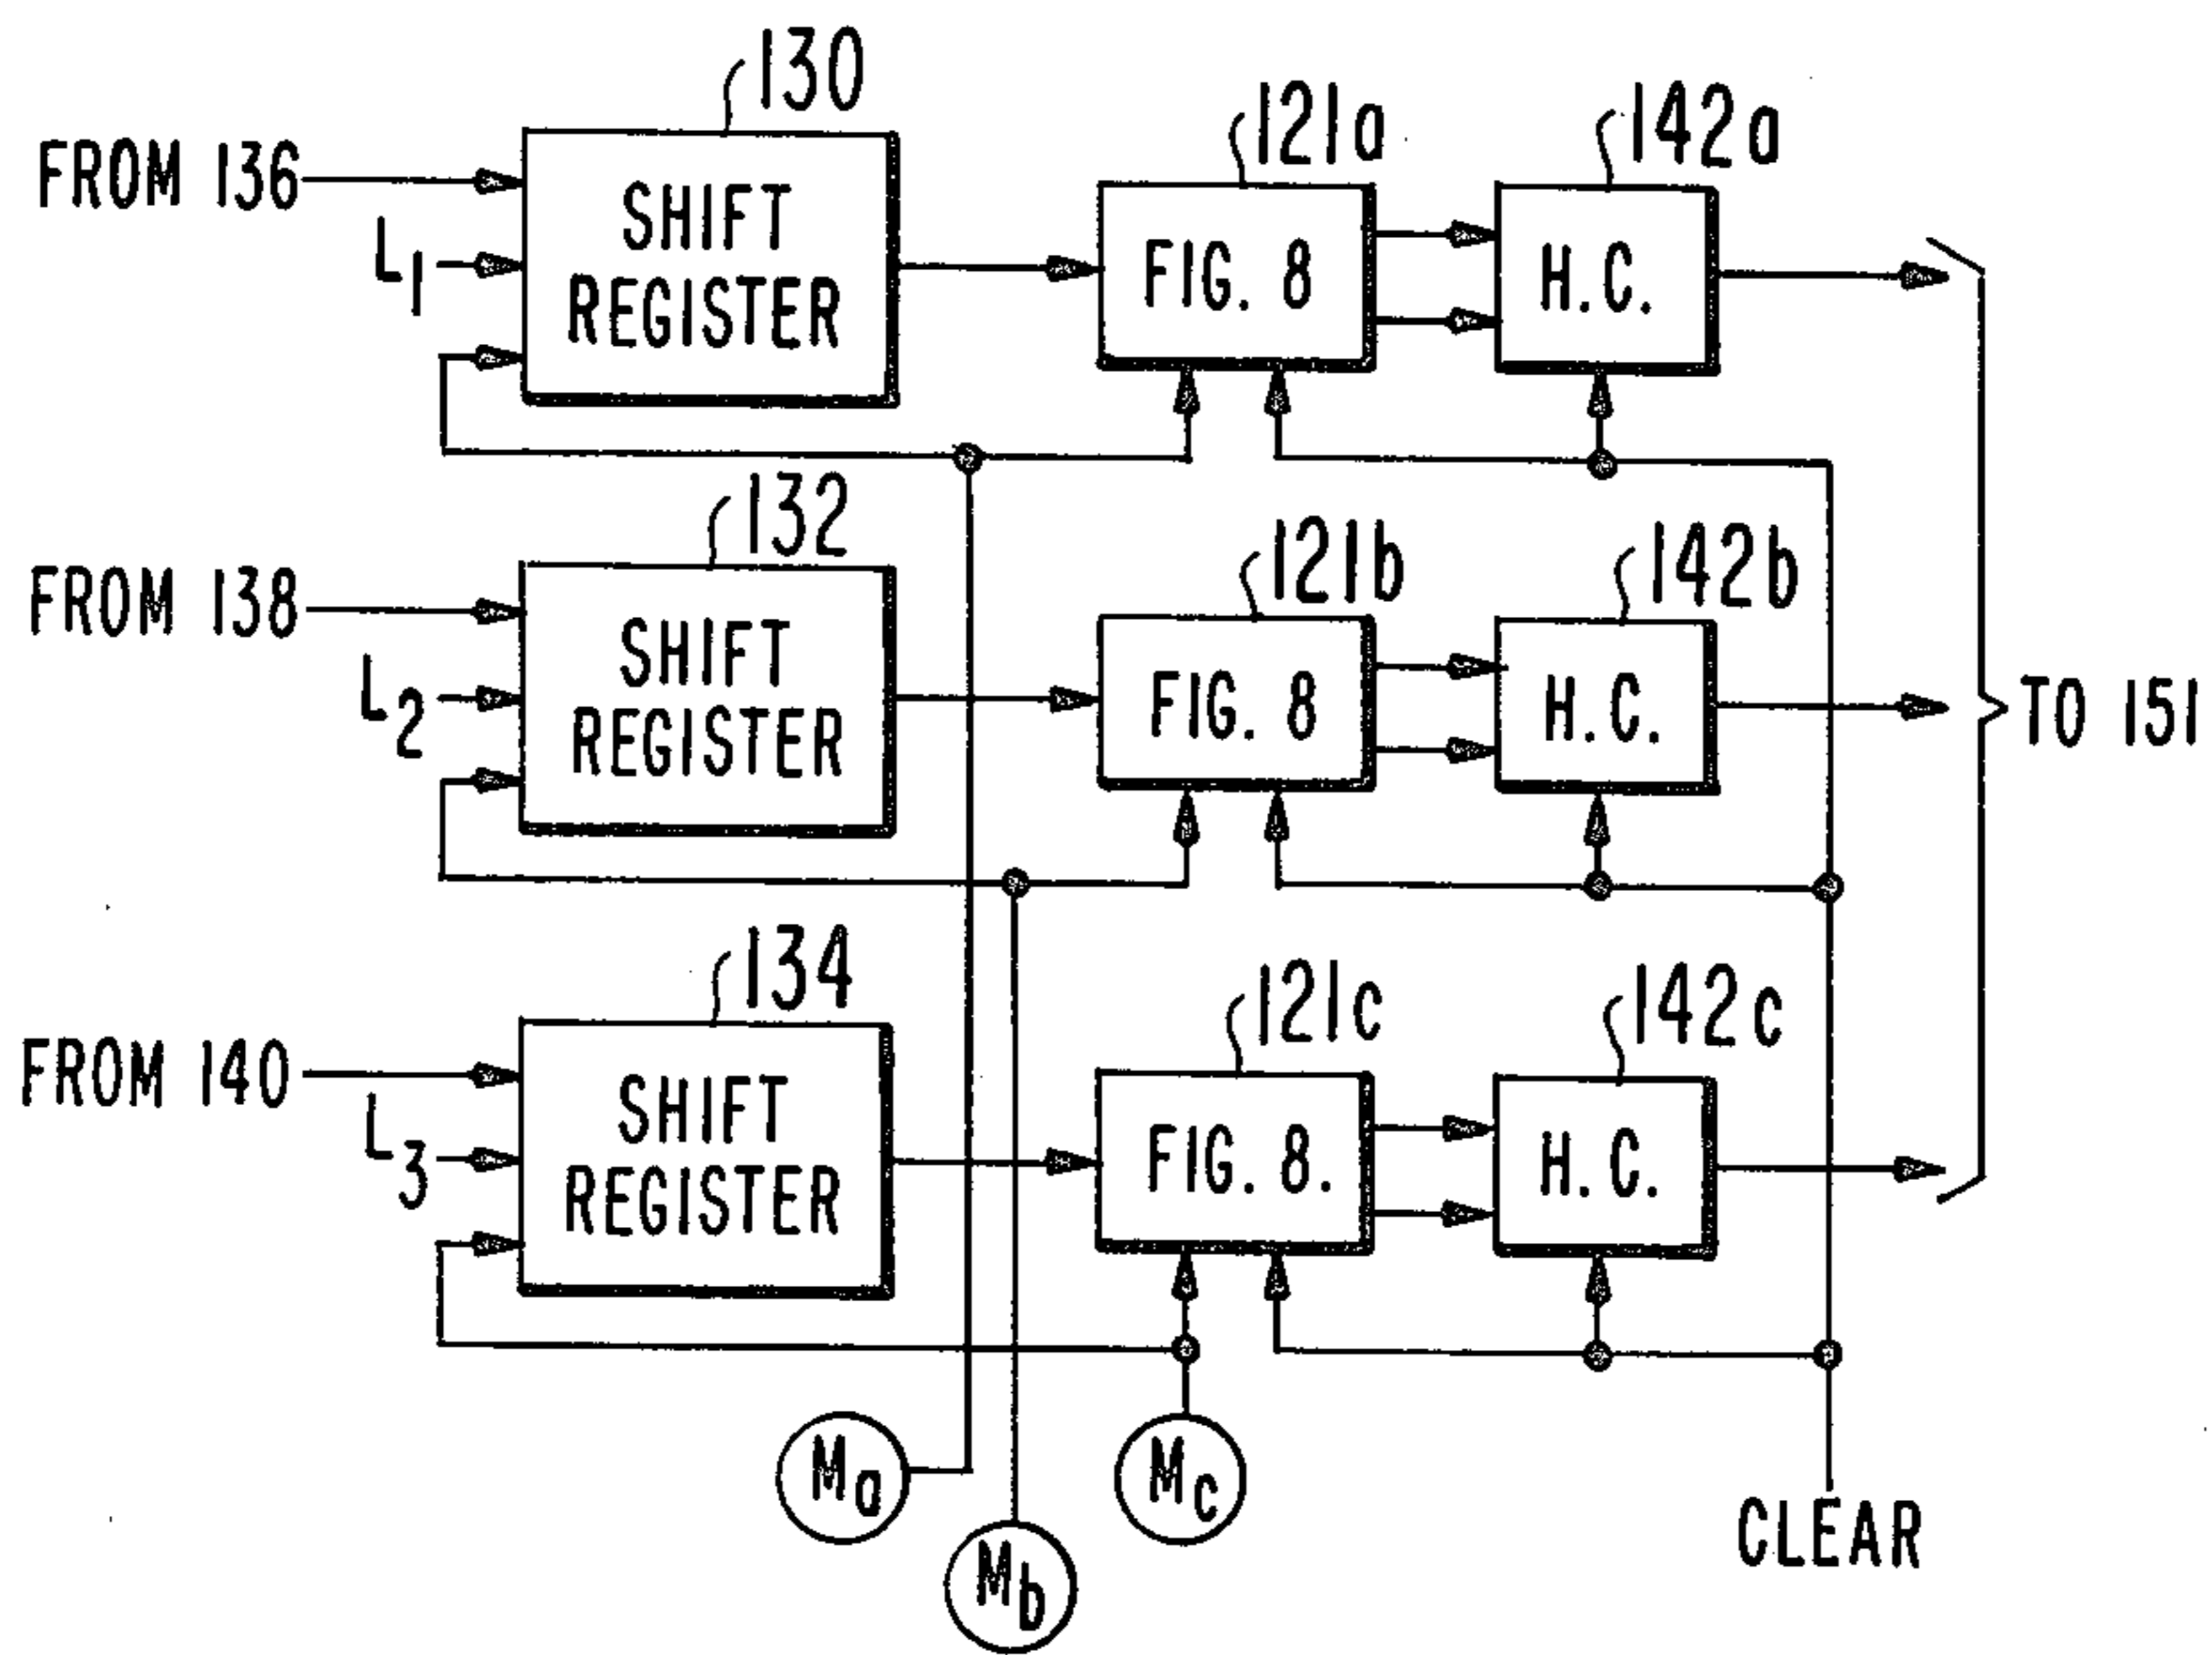 130
121a
142a
FROM 136
L1
SHIFT
REGISTER
FIG. 8
H.C.
132
121b
142b
FROM 138
L2
SHIFT
REGISTER
FIG. 8
H.C.
TO 151
134
121c
142c
FROM 140
L3
SHIFT
REGISTER
FIG. 8.
H.C.
Ma
Mc
Mb
CLEAR